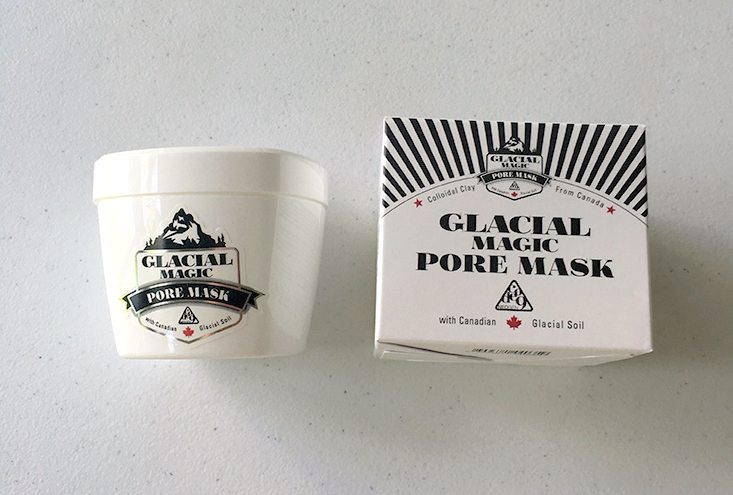 GLACIAL
MAGIC
PORE MASK
with Canadian Glacial Soil
GLACIAL
MAGIC
PORE MASK
Colloidal Clay From Canada
GLACIAL
MAGIC
PORE MASK
with Canadian Glacial Soil